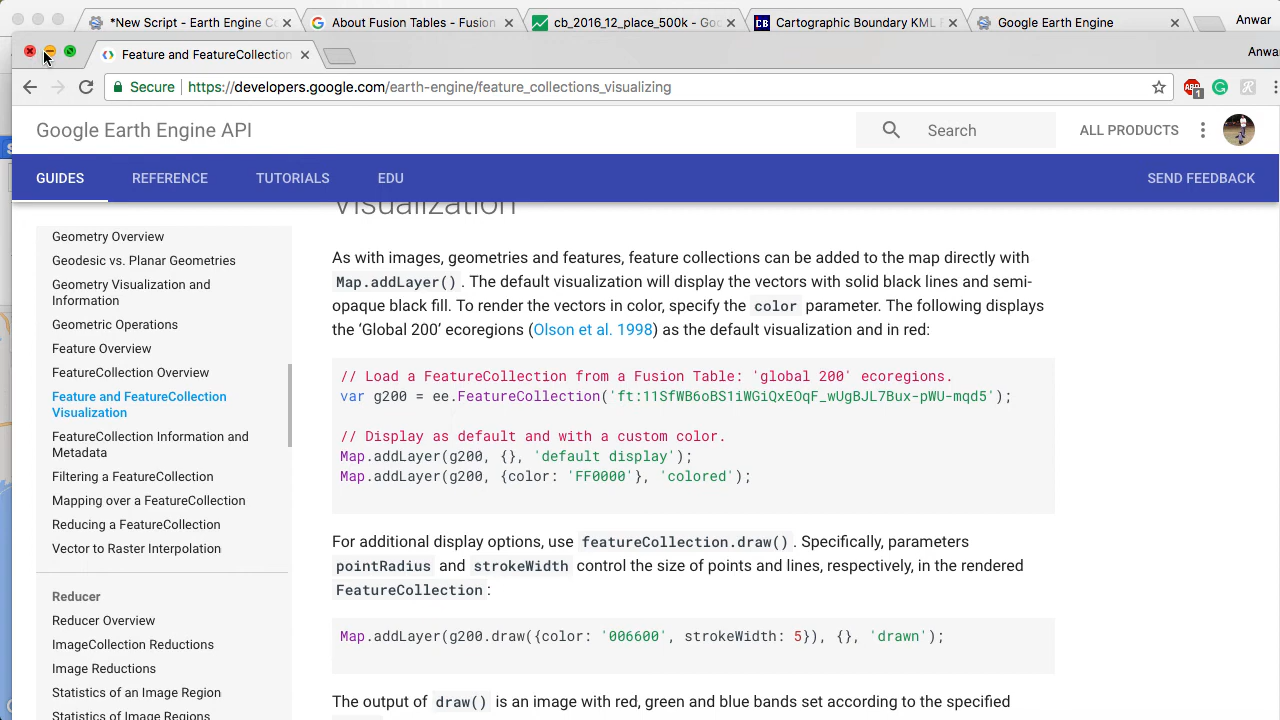 *New Script - Earth Engine C
About Fusion Tables - Fusion
cb_2016_12_place_500k - Go
Cartographic Boundary KML F
Google Earth Engine
Anwar
Feature and FeatureCollection
Anwa
Secure
https://developers.google.com/earth-engine/feature_collections_visualizing
Google Earth Engine API
Search
ALL PRODUCTS
GUIDES
REFERENCE
TUTORIALS
EDU
SEND FEEDBACK
Geometry Overview
Geodesic vs. Planar Geometries
Geometry Visualization and
Information
Geometric Operations
Feature Overview
FeatureCollection Overview
Feature and FeatureCollection
Visualization
FeatureCollection Information and
Metadata
Filtering a FeatureCollection
Mapping over a FeatureCollection
Reducing a FeatureCollection
Vector to Raster Interpolation
Reducer
Reducer Overview
ImageCollection Reductions
Image Reductions
Statistics of an Image Region
Statistics of Image Regions
Visualization
As with images, geometries and features, feature collections can be added to the map directly with
Map.addLayer(). The default visualization will display the vectors with solid black lines and semi-
opaque black fill. To render the vectors in color, specify the color parameter. The following displays
the ‘Global 200’ ecoregions (Olson et al. 1998) as the default visualization and in red:
// Load a FeatureCollection from a Fusion Table: 'global 200' ecoregions.
var g200 = ee.FeatureCollection('ft:11SfWB6oBS1iWGiQxEOqF_wUgBJL7Bux-pWU-mqd5');
// Display as default and with a custom color.
Map.addLayer(g200, {}, 'default display');
Map.addLayer(g200, {color: 'FF0000'}, 'colored');
For additional display options, use featureCollection.draw(). Specifically, parameters
pointRadius and strokeWidth control the size of points and lines, respectively, in the rendered
FeatureCollection:
Map.addLayer(g200.draw({color: '006600', strokeWidth: 5}), {}, 'drawn');
The output of draw() is an image with red, green and blue bands set according to the specified